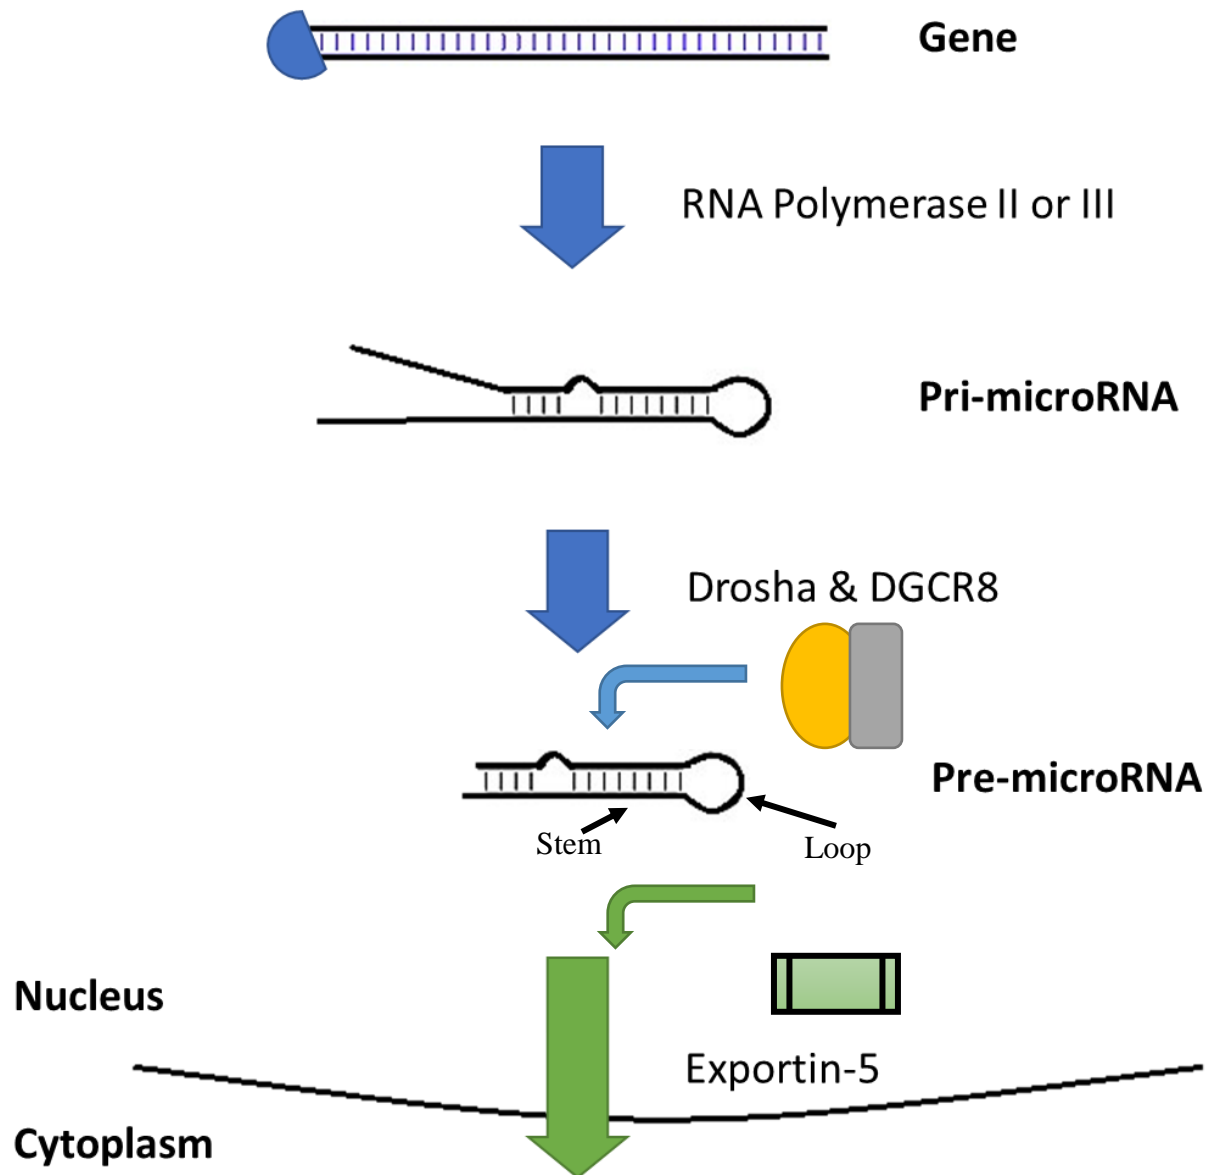 Gene
RNA Polymerase II or III
Pri-microRNA
Drosha & DGCR8
Pre-microRNA
Stem
Loop
Nucleus
Exportin-5
Cytoplasm